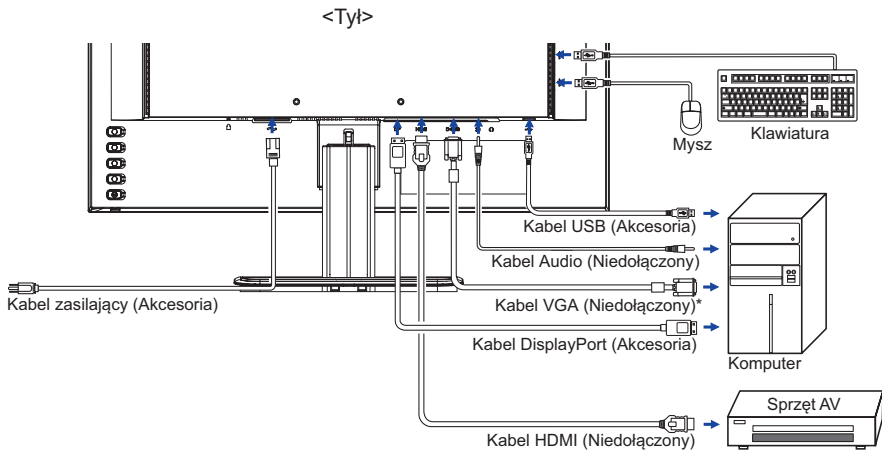 <Tył>
Mysz
Klawiatura
Kabel USB (Akcesoria)
Kabel Audio (Niedołączony)
Kabel zasilający (Akcesoria)
Kabel VGA (Niedołączony)*
Kabel DisplayPort (Akcesoria)
Komputer
Sprzęt AV
Kabel HDMI (Niedołączony)